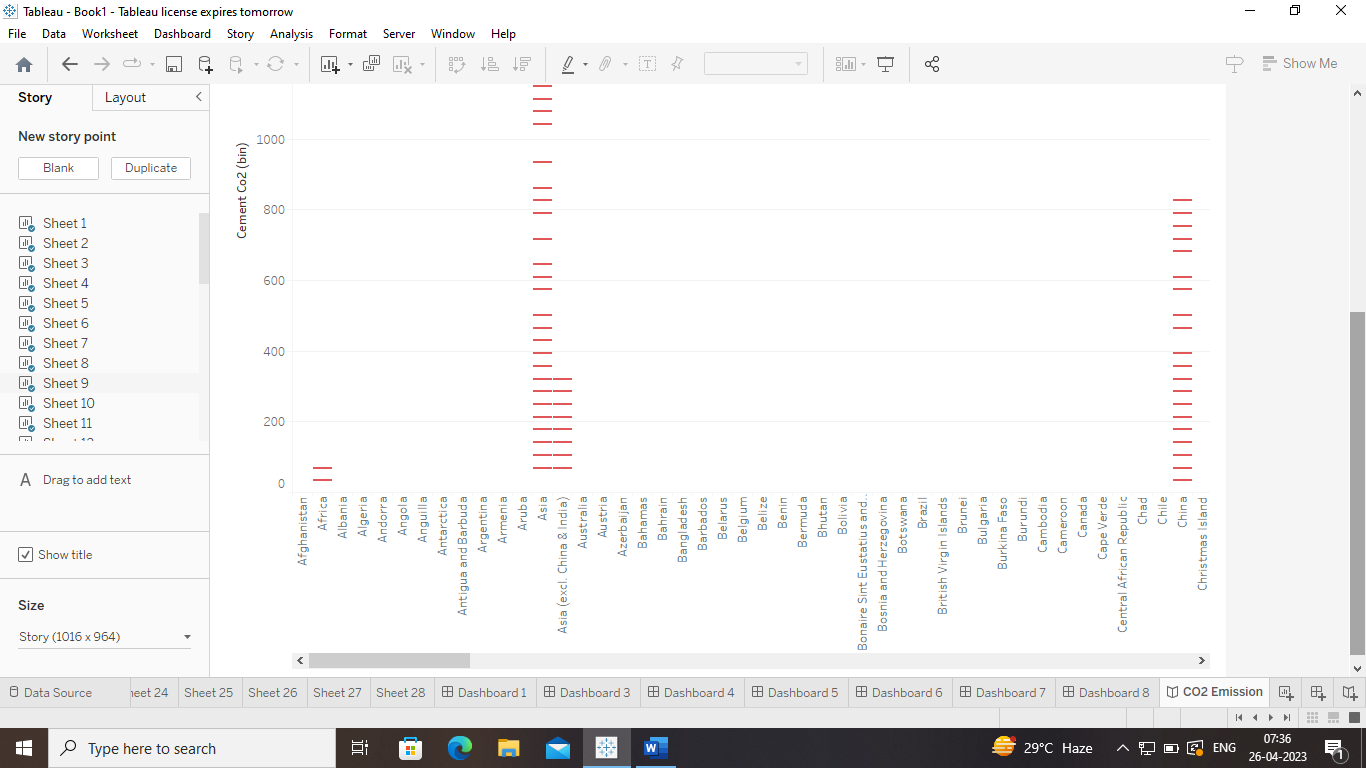 Tableau - Book1 - Tableau license expires tomorrow
File Data Worksheet Dashboard Story Analysis Format Server Window Help
Show Me
Story Layout
New story point
Blank Duplicate
Sheet 1
Sheet 2
Sheet 3
Sheet 4
Sheet 5
Sheet 6
Sheet 7
Sheet 8
Sheet 9
Sheet 10
Sheet 11
A Drag to add text
Show title
Size
Story (1016 x 964)
Cement Co2 (bin)
1000
800
600
400
200
0
Afghanistan
Africa
Albania
Algeria
Andorra
Angola
Anguilla
Antarctica
Antigua and Barbuda
Argentina
Armenia
Aruba
Asia
Asia (excl. China & India)
Australia
Austria
Azerbaijan
Bahamas
Bahrain
Bangladesh
Barbados
Belarus
Belgium
Belize
Benin
Bermuda
Bhutan
Bolivia
Bonaire Sint Eustatius and..
Bosnia and Herzegovina
Botswana
Brazil
British Virgin Islands
Brunei
Bulgaria
Burkina Faso
Burundi
Cambodia
Cameroon
Canada
Cape Verde
Central African Republic
Chad
Chile
China
Christmas Island
Data Source heet 24 Sheet 25 Sheet 26 Sheet 27 Sheet 28 Dashboard 1 Dashboard 3 Dashboard 4 Dashboard 5 Dashboard 6 Dashboard 7 Dashboard 8 CO2 Emission
Type here to search
W
29°C Haze
ENG
07:36
26-04-2023
1